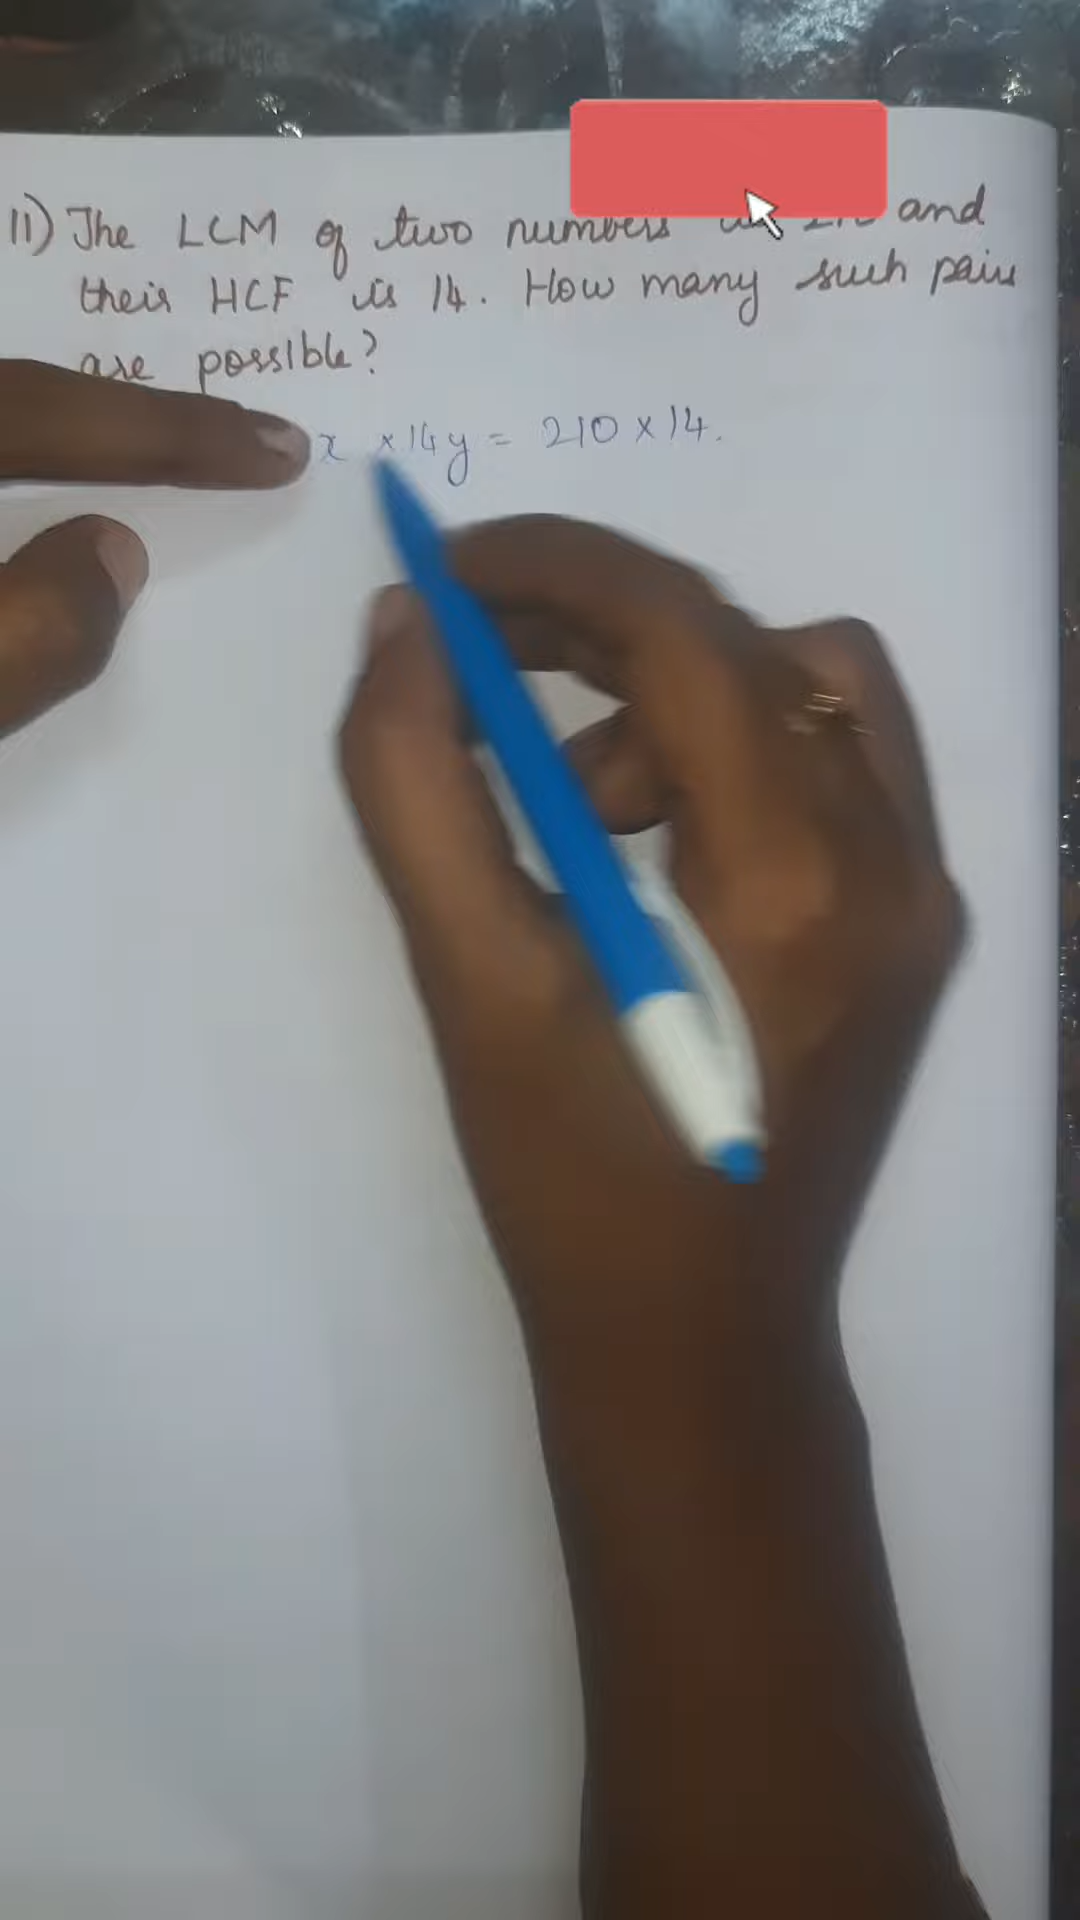 11) The LCM of two numbers and
their HCF is 14. How many such pairs
are possible?
x × 14y = 210 × 14.